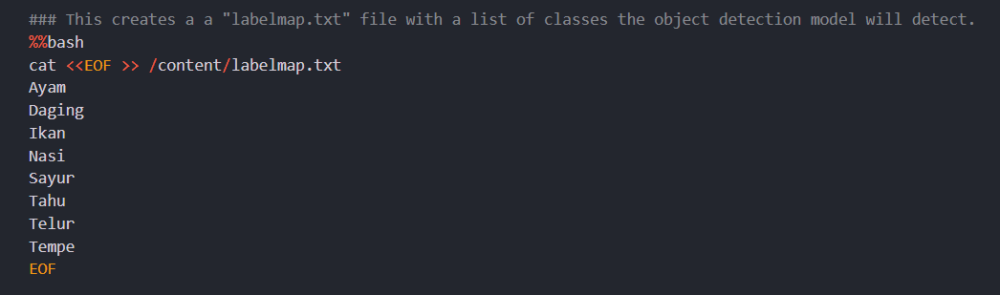 ### This creates a a "labelmap.txt" file with a list of classes the object detection model will detect.
%%bash
cat <<EOF >> /content/labelmap.txt
Ayam
Daging
Ikan
Nasi
Sayur
Tahu
Telur
Tempe
EOF